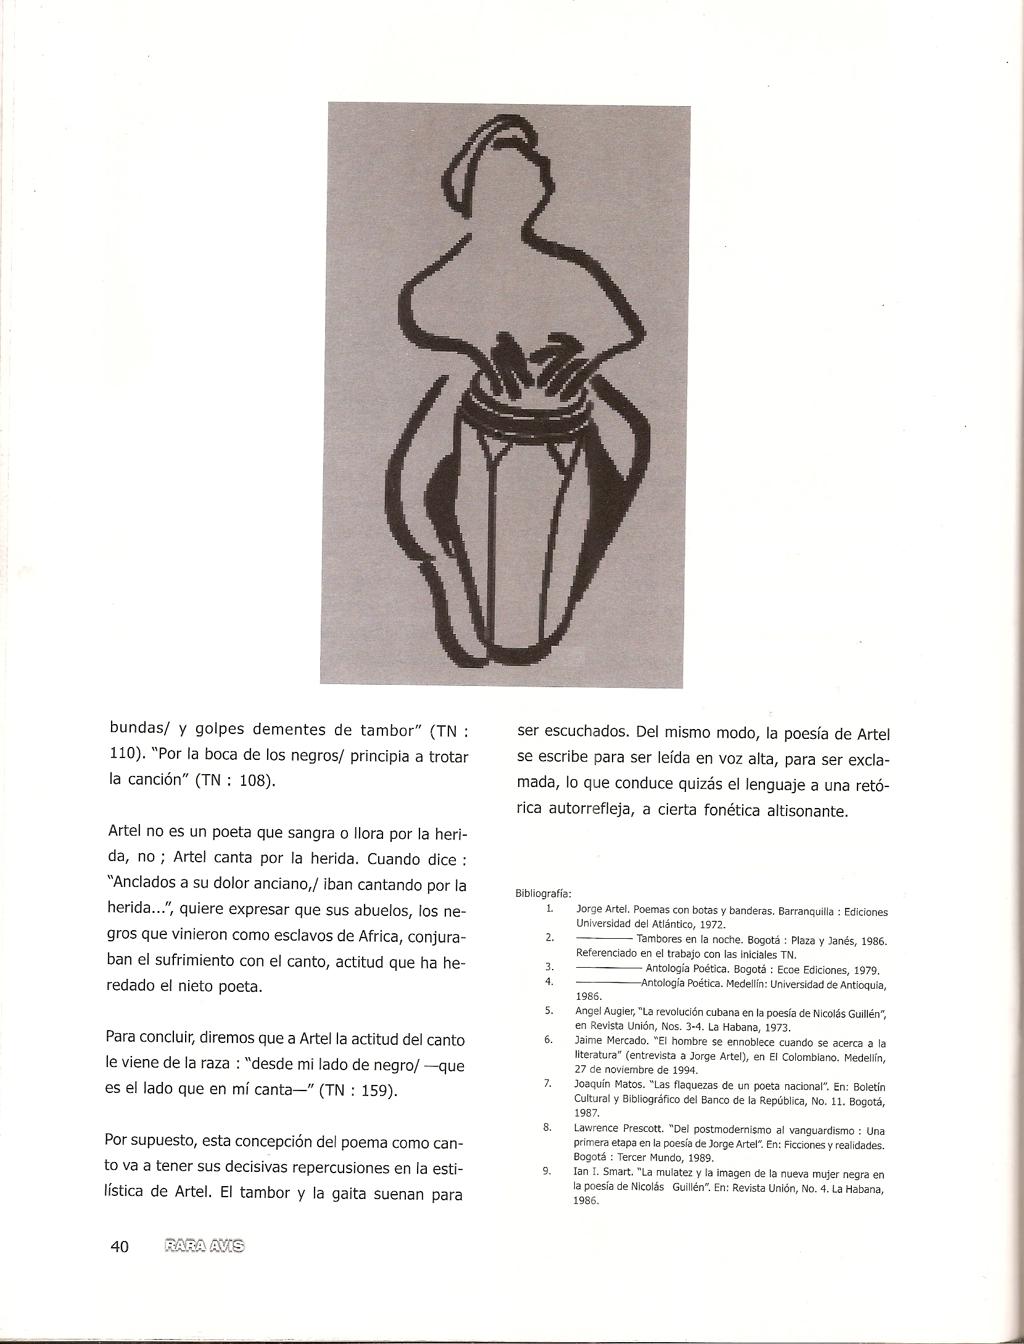 bundas/ y golpes dementes de tambor" (TN :
110). "Por la boca de los negros/ principia a trotar
la canción" (TN : 108).
Artel no es un poeta que sangra o llora por la heri-
da, no ; Artel canta por la herida. Cuando dice :
"Anclados a su dolor anciano,/ iban cantando por la
herida...", quiere expresar que sus abuelos, los ne-
gros que vinieron como esclavos de Africa, conjura-
ban el sufrimiento con el canto, actitud que ha he-
redado el nieto poeta.
Para concluir, diremos que a Artel la actitud del canto
le viene de la raza : "desde mi lado de negro/ —que
es el lado que en mí canta—" (TN : 159).
Por supuesto, esta concepción del poema como can-
to va a tener sus decisivas repercusiones en la esti-
lística de Artel. El tambor y la gaita suenan para
ser escuchados. Del mismo modo, la poesía de Artel
se escribe para ser leída en voz alta, para ser excla-
mada, lo que conduce quizás el lenguaje a una retó-
rica autorrefleja, a cierta fonética altisonante.
Bibliografía:
1. Jorge Artel. Poemas con botas y banderas. Barranquilla : Ediciones
Universidad del Atlántico, 1972.
2. ————— Tambores en la noche. Bogotá : Plaza y Janés, 1986.
Referenciado en el trabajo con las iniciales TN.
3. ————— Antología Poética. Bogotá : Ecoe Ediciones, 1979.
4. —————Antología Poética. Medellín: Universidad de Antioquia,
1986.
5. Angel Augier, "La revolución cubana en la poesía de Nicolás Guillén",
en Revista Unión, Nos. 3-4. La Habana, 1973.
6. Jaime Mercado. "El hombre se ennoblece cuando se acerca a la
literatura" (entrevista a Jorge Artel), en El Colombiano. Medellín,
27 de noviembre de 1994.
7. Joaquín Matos. "Las flaquezas de un poeta nacional". En: Boletín
Cultural y Bibliográfico del Banco de la República, No. 11. Bogotá,
1987.
8. Lawrence Prescott. "Del postmodernismo al vanguardismo : Una
primera etapa en la poesía de Jorge Artel". En: Ficciones y realidades.
Bogotá : Tercer Mundo, 1989.
9. Ian I. Smart. "La mulatez y la imagen de la nueva mujer negra en
la poesía de Nicolás Guillén". En: Revista Unión, No. 4. La Habana,
1986.
40 RARA AVIS